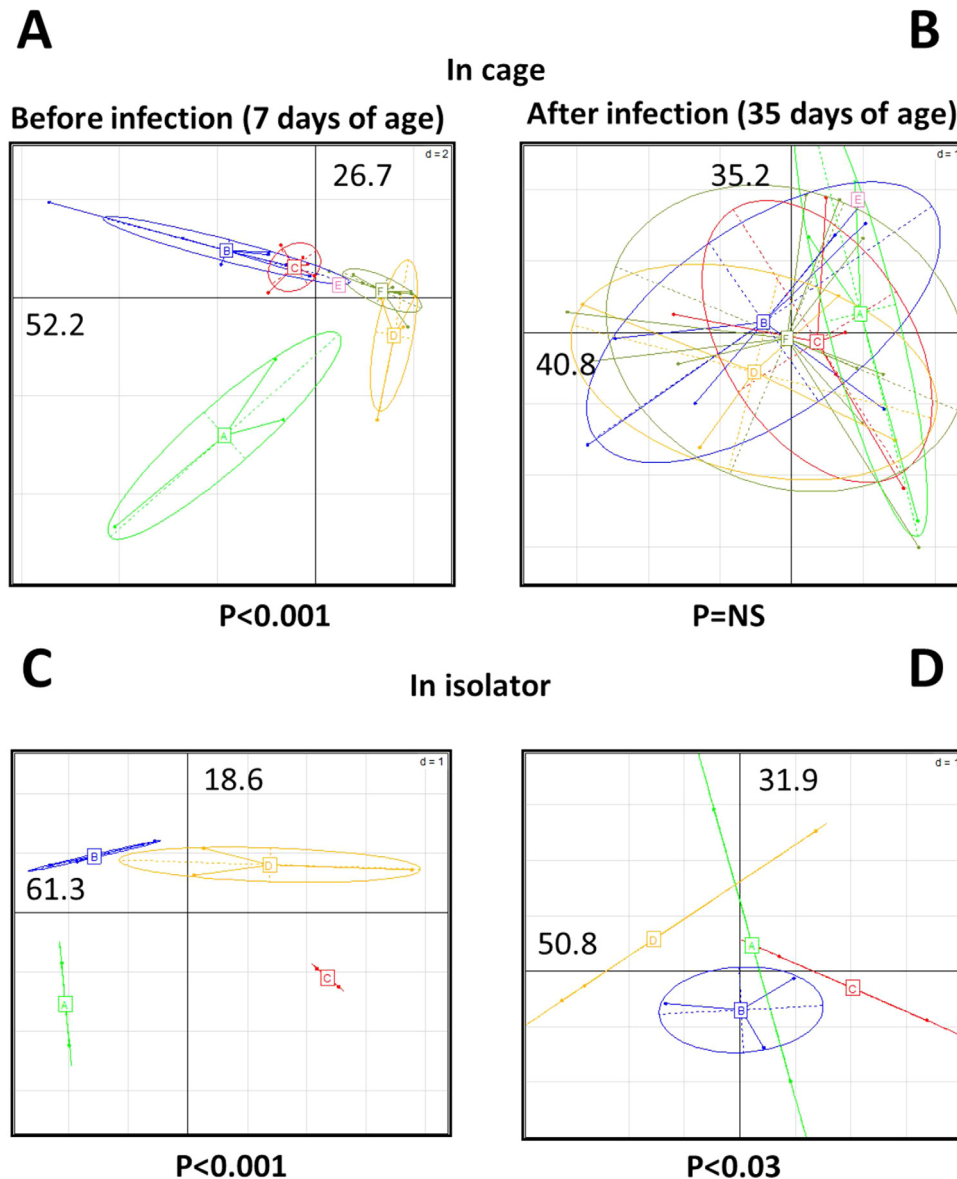 A
B
In cage
Before infection (7 days of age)
After infection (35 days of age)
d = 2
26.7
52.2
B
C
E
F
D
A
P<0.001
d = 1
35.2
40.8
E
A
B
F
C
D
P=NS
C
D
In isolator
d = 1
18.6
61.3
B
D
A
C
P<0.001
d = 1
31.9
50.8
D
A
C
B
P<0.03